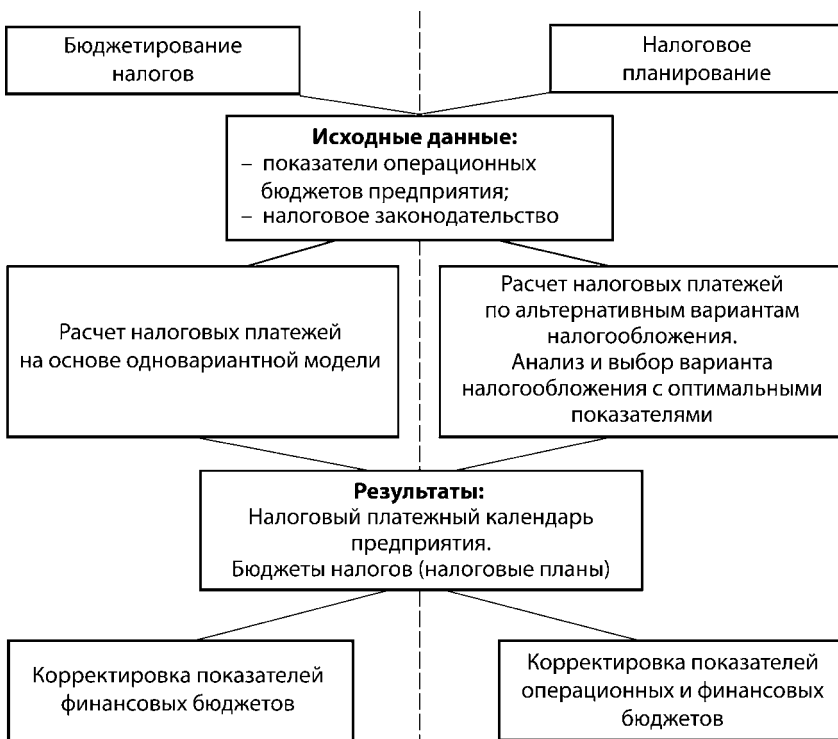 Бюджетирование
налогов
Налоговое
планирование
Исходные данные:
– показатели операционных
бюджетов предприятия;
– налоговое законодательство
Расчет налоговых платежей
на основе одновариантной модели
Расчет налоговых платежей
по альтернативным вариантам
налогообложения.
Анализ и выбор варианта
налогообложения с оптимальными
показателями
Результаты:
Налоговый платежный календарь
предприятия.
Бюджеты налогов (налоговые планы)
Корректировка показателей
финансовых бюджетов
Корректировка показателей
операционных и финансовых
бюджетов